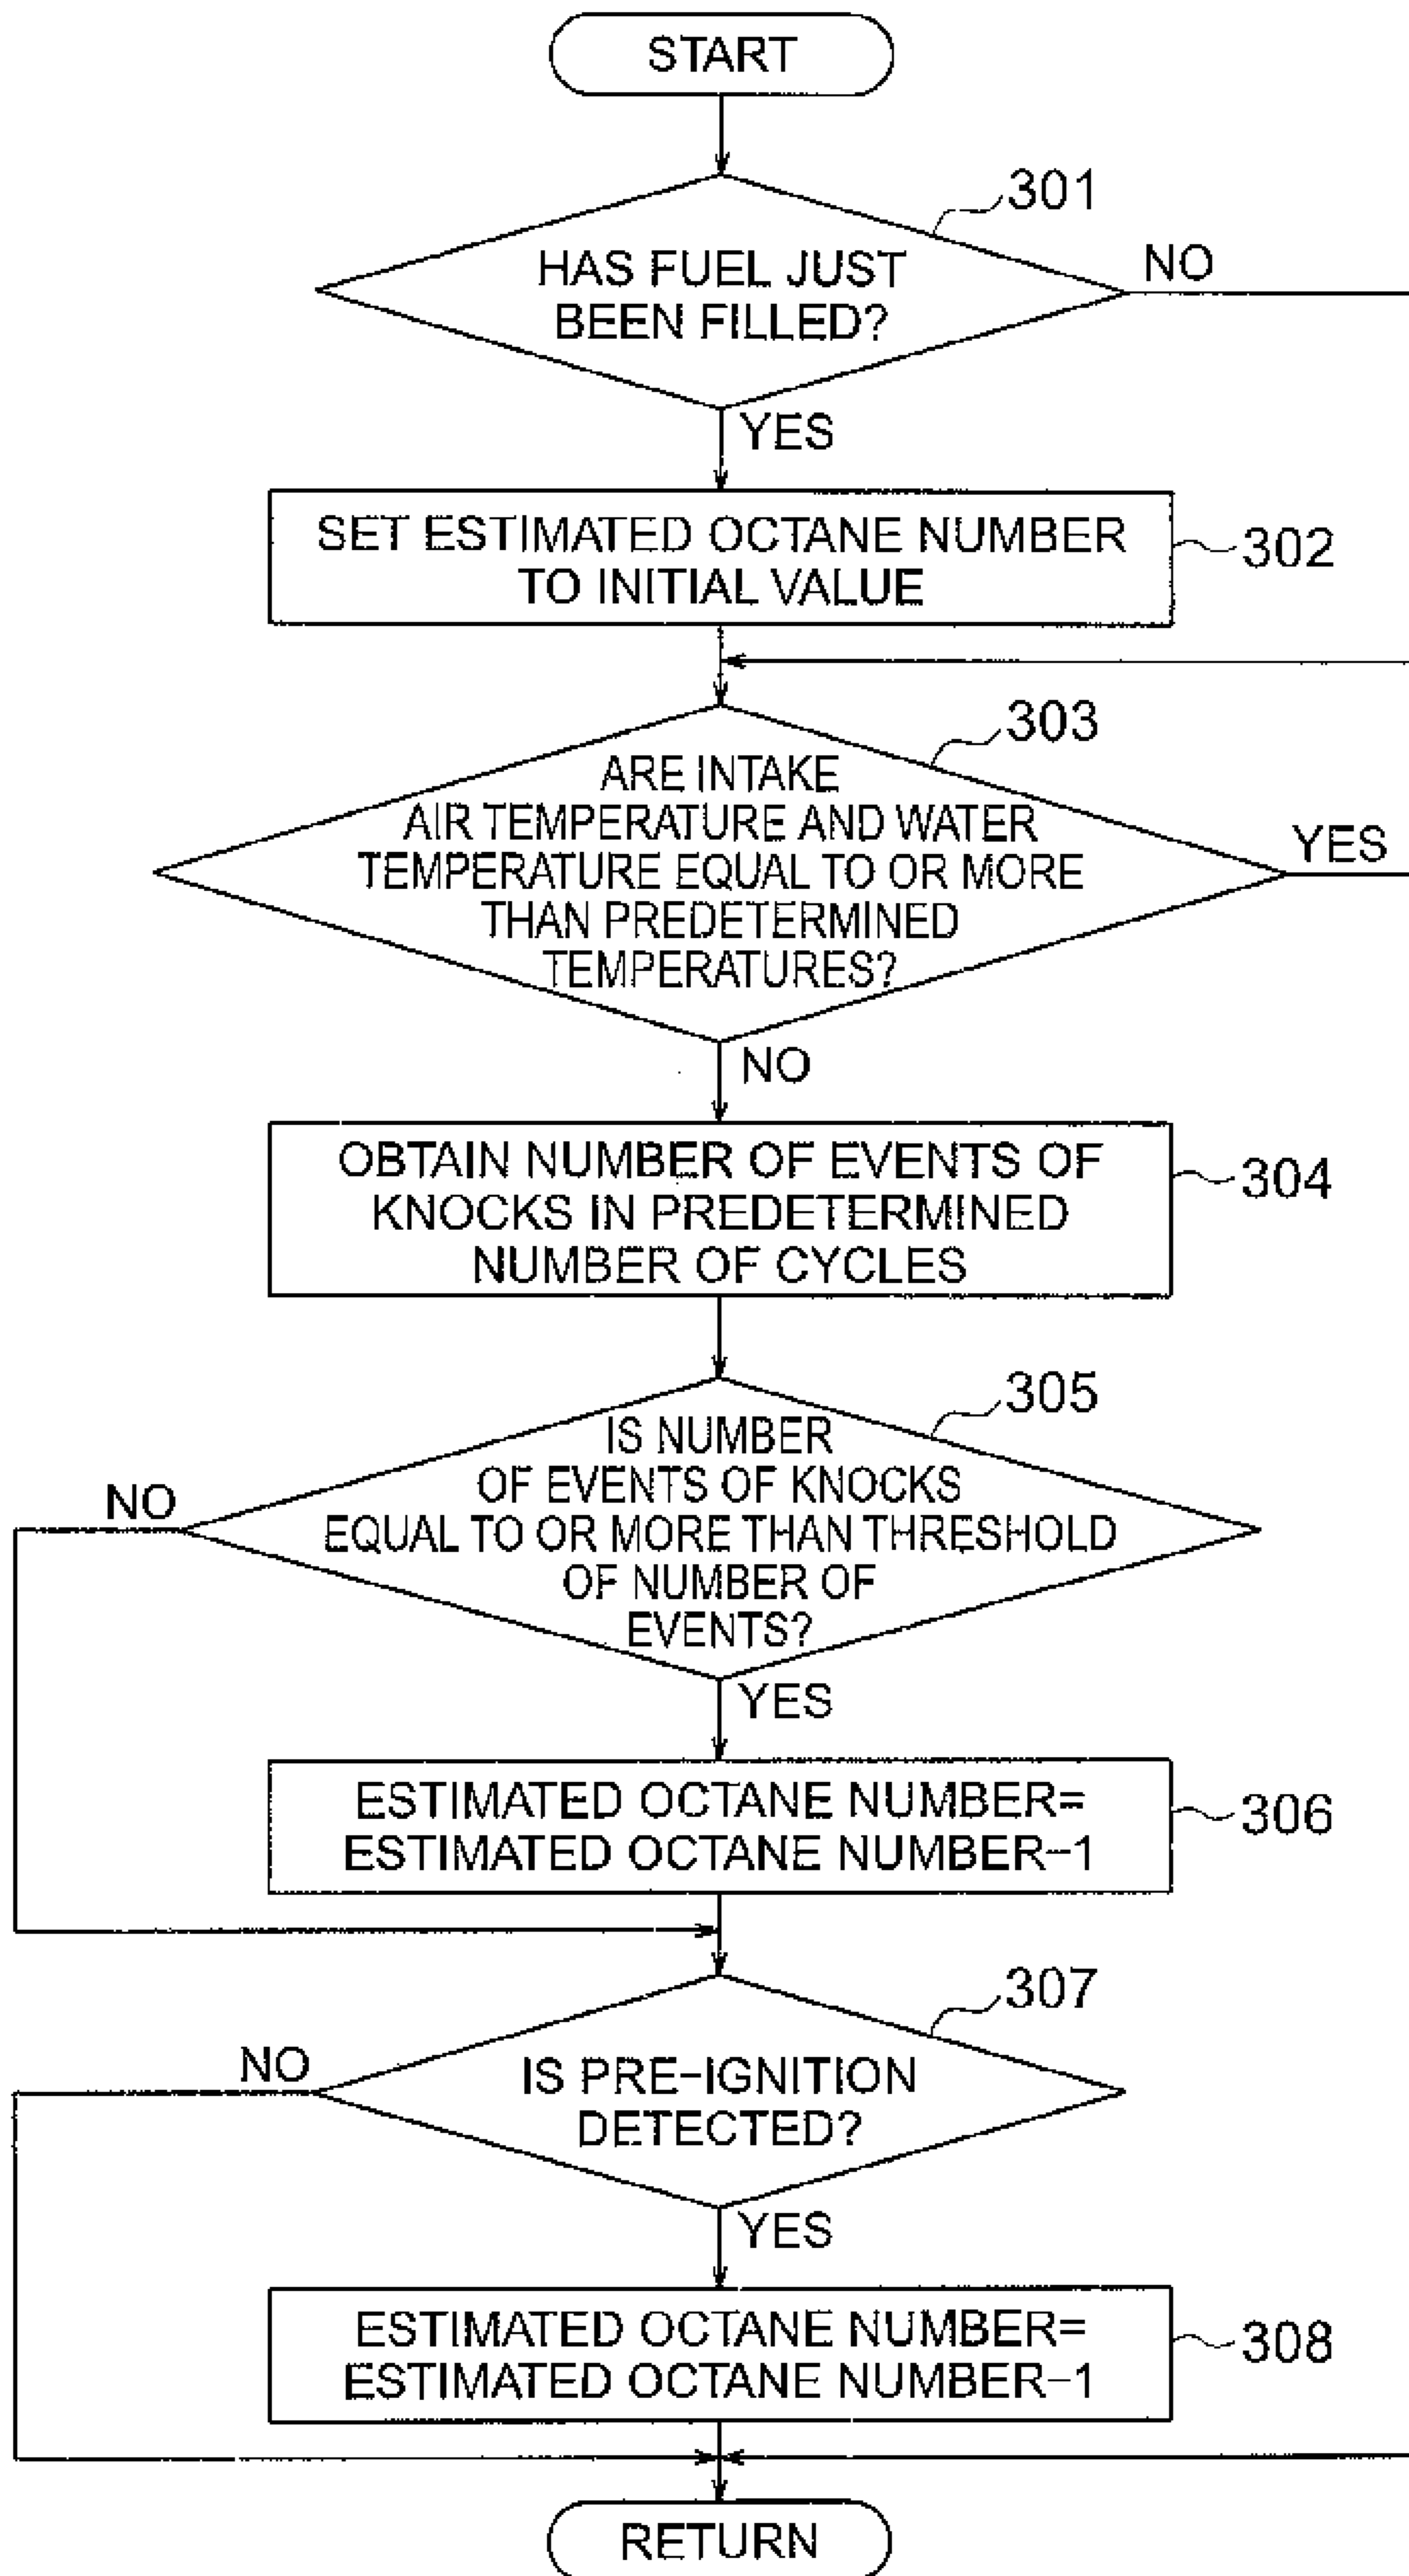 START
301
HAS FUEL JUST
BEEN FILLED?
NO
YES
SET ESTIMATED OCTANE NUMBER
TO INITIAL VALUE
302
303
ARE INTAKE
AIR TEMPERATURE AND WATER
TEMPERATURE EQUAL TO OR MORE
THAN PREDETERMINED
TEMPERATURES?
YES
NO
OBTAIN NUMBER OF EVENTS OF
KNOCKS IN PREDETERMINED
NUMBER OF CYCLES
304
305
IS NUMBER
OF EVENTS OF KNOCKS
EQUAL TO OR MORE THAN THRESHOLD
OF NUMBER OF
EVENTS?
NO
YES
ESTIMATED OCTANE NUMBER=
ESTIMATED OCTANE NUMBER−1
306
307
IS PRE−IGNITION
DETECTED?
NO
YES
ESTIMATED OCTANE NUMBER=
ESTIMATED OCTANE NUMBER−1
308
RETURN